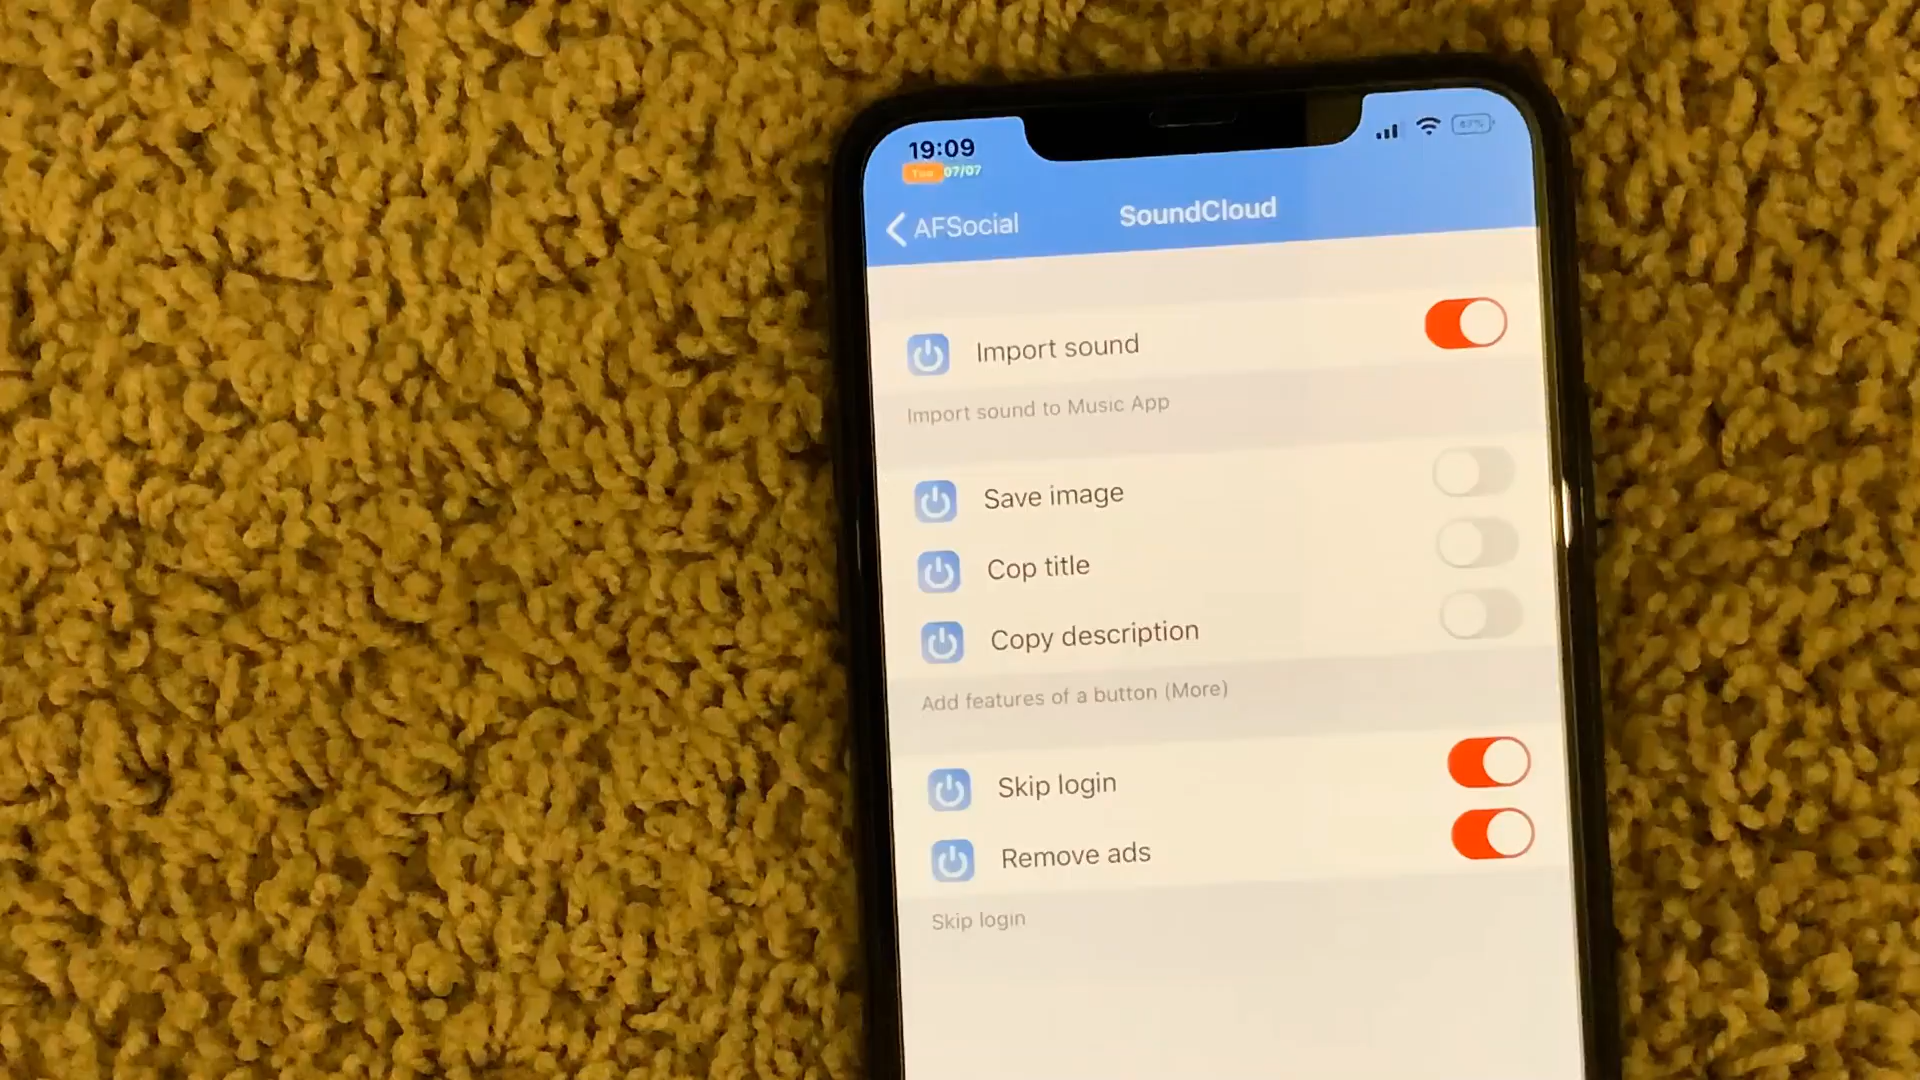 19:09
Tue 07/07
AFSocial
SoundCloud
Import sound
Import sound to Music App
Save image
Cop title
Copy description
Add features of a button (More)
Skip login
Remove ads
Skip login